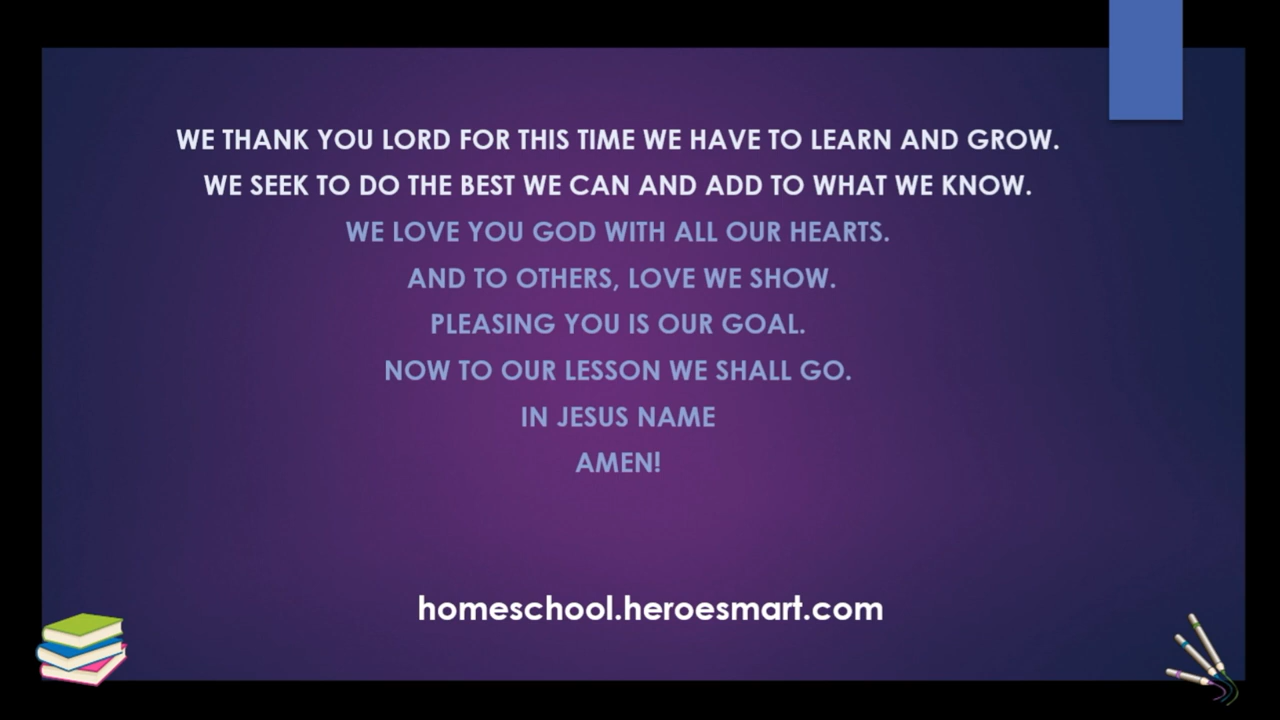 WE THANK YOU LORD FOR THIS TIME WE HAVE TO LEARN AND GROW.
WE SEEK TO DO THE BEST WE CAN AND ADD TO WHAT WE KNOW.
WE LOVE YOU GOD WITH ALL OUR HEARTS.
AND TO OTHERS, LOVE WE SHOW.
PLEASING YOU IS OUR GOAL.
NOW TO OUR LESSON WE SHALL GO.
IN JESUS NAME
AMEN!
homeschool.heroesmart.com